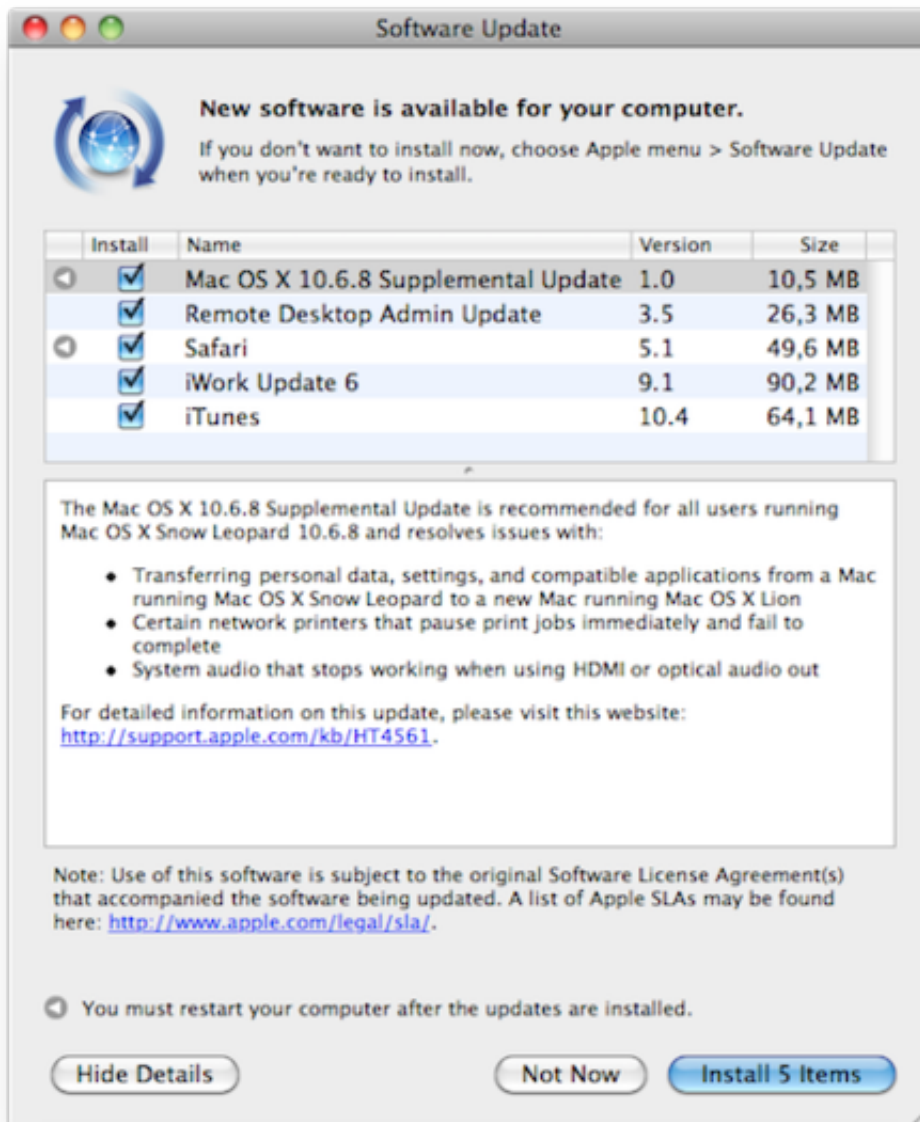 Software Update
New software is available for your computer.
If you don't want to install now, choose Apple menu > Software Update
when you're ready to install.
Install Name Version Size
Mac OS X 10.6.8 Supplemental Update 1.0 10,5 MB
Remote Desktop Admin Update 3.5 26,3 MB
Safari 5.1 49,6 MB
iWork Update 6 9.1 90,2 MB
iTunes 10.4 64,1 MB
The Mac OS X 10.6.8 Supplemental Update is recommended for all users running
Mac OS X Snow Leopard 10.6.8 and resolves issues with:
• Transferring personal data, settings, and compatible applications from a Mac
running Mac OS X Snow Leopard to a new Mac running Mac OS X Lion
• Certain network printers that pause print jobs immediately and fail to
complete
• System audio that stops working when using HDMI or optical audio out
For detailed information on this update, please visit this website:
http://support.apple.com/kb/HT4561.
Note: Use of this software is subject to the original Software License Agreement(s)
that accompanied the software being updated. A list of Apple SLAs may be found
here: http://www.apple.com/legal/sla/.
You must restart your computer after the updates are installed.
Hide Details Not Now Install 5 Items